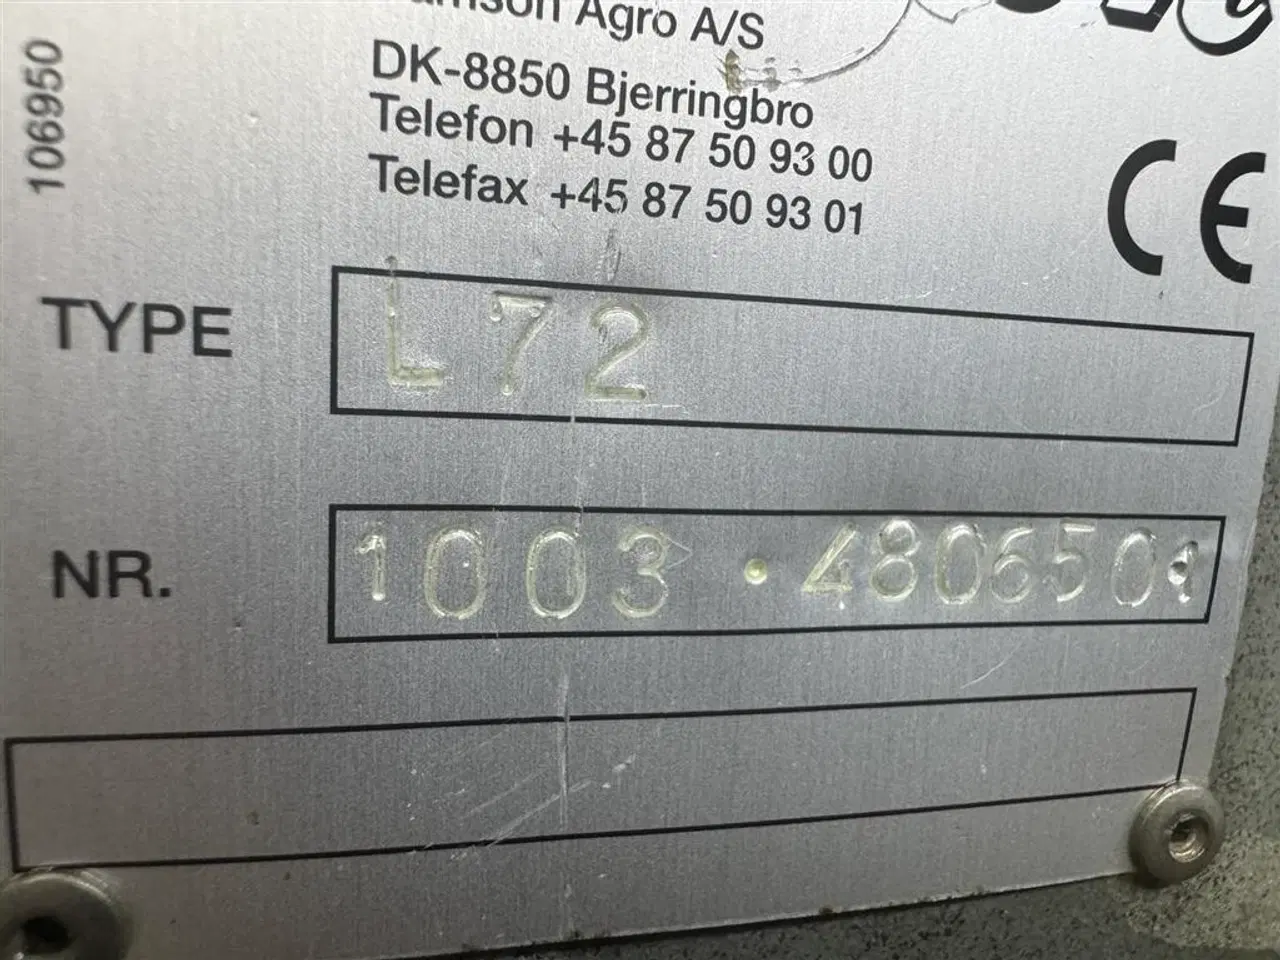 Agro A/S
DK-8850 Bjerringbro
Telefon +45 87 50 93 00
Telefax +45 87 50 93 01
106950
CE
TYPE L72
NR. 1003 · 4806501